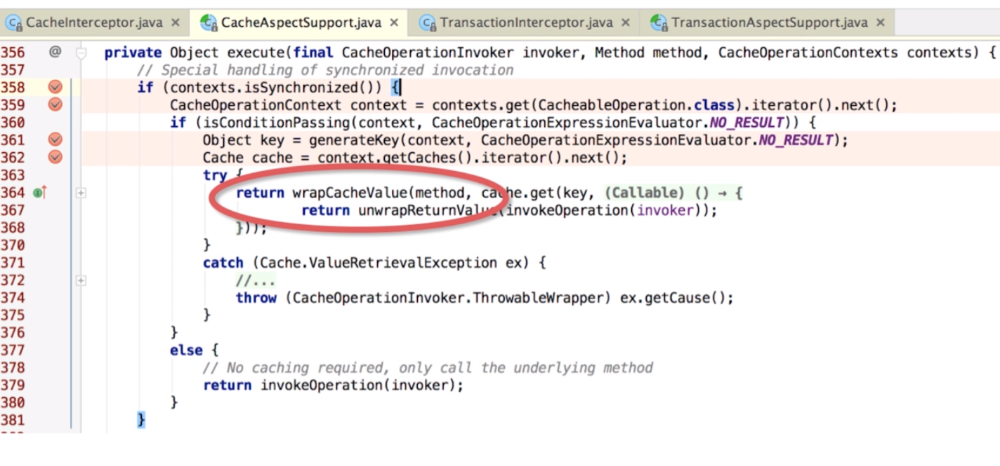 CacheInterceptor.java × CacheAspectSupport.java × TransactionInterceptor.java × TransactionAspectSupport.java ×
356 @ private Object execute(final CacheOperationInvoker invoker, Method method, CacheOperationContexts contexts) {
357 // Special handling of synchronized invocation
358 if (contexts.isSynchronized()) {
359 CacheOperationContext context = contexts.get(CacheableOperation.class).iterator().next();
360 if (isConditionPassing(context, CacheOperationExpressionEvaluator.NO_RESULT)) {
361 Object key = generateKey(context, CacheOperationExpressionEvaluator.NO_RESULT);
362 Cache cache = context.getCaches().iterator().next();
363 try {
364 return wrapCacheValue(method, cache.get(key, (Callable) () → {
367 return unwrapReturnValue(invokeOperation(invoker));
368 }));
370 }
371 catch (Cache.ValueRetrievalException ex) {
372 //...
374 throw (CacheOperationInvoker.ThrowableWrapper) ex.getCause();
375 }
376 }
377 else {
378 // No caching required, only call the underlying method
379 return invokeOperation(invoker);
380 }
381 }